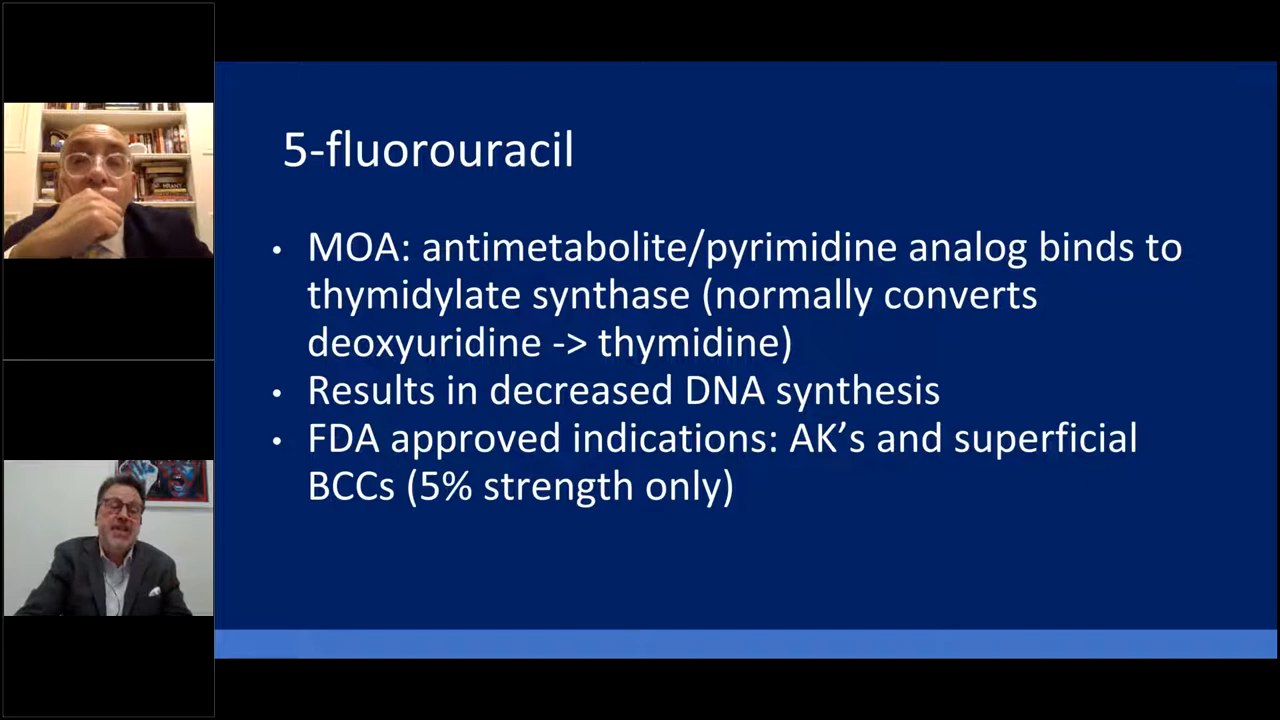 5-fluorouracil
• MOA: antimetabolite/pyrimidine analog binds to
thymidylate synthase (normally converts
deoxyuridine -> thymidine)
• Results in decreased DNA synthesis
• FDA approved indications: AK’s and superficial
BCCs (5% strength only)